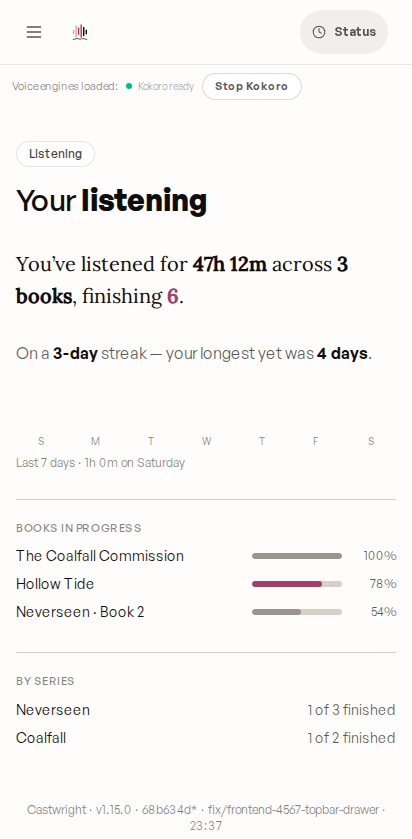 Status
Voice engines loaded: Kokoro ready Stop Kokoro
Listening
Your listening
You’ve listened for 47h 12m across 3
books, finishing 6.
On a 3-day streak — your longest yet was 4 days.
S M T W T F S
Last 7 days · 1h 0m on Saturday
BOOKS IN PROGRESS
The Coalfall Commission 100%
Hollow Tide 78%
Neverseen · Book 2 54%
BY SERIES
Neverseen 1 of 3 finished
Coalfall 1 of 2 finished
Castwright · v1.15.0 · 68b634d* · fix/frontend-4567-topbar-drawer ·
23:37